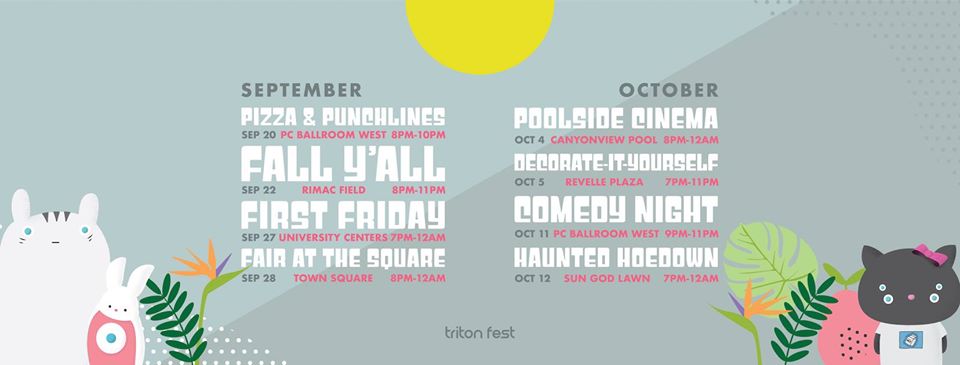 SEPTEMBER
PIZZA & PUNCHLINES
SEP 20 PC BALLROOM WEST 8PM-10PM
FALL Y'ALL
SEP 22 RIMAC FIELD 8PM-11PM
FIRST FRIDAY
SEP 27 UNIVERSITY CENTERS 7PM-12AM
FAIR AT THE SQUARE
SEP 28 TOWN SQUARE 8PM-12AM
OCTOBER
POOLSIDE CINEMA
OCT 4 CANYONVIEW POOL 8PM-12AM
DECORATE-IT-YOURSELF
OCT 5 REVELLE PLAZA 7PM-11PM
COMEDY NIGHT
OCT 11 PC BALLROOM WEST 9PM-11PM
HAUNTED HOEDOWN
OCT 12 SUN GOD LAWN 7PM-12AM
triton fest